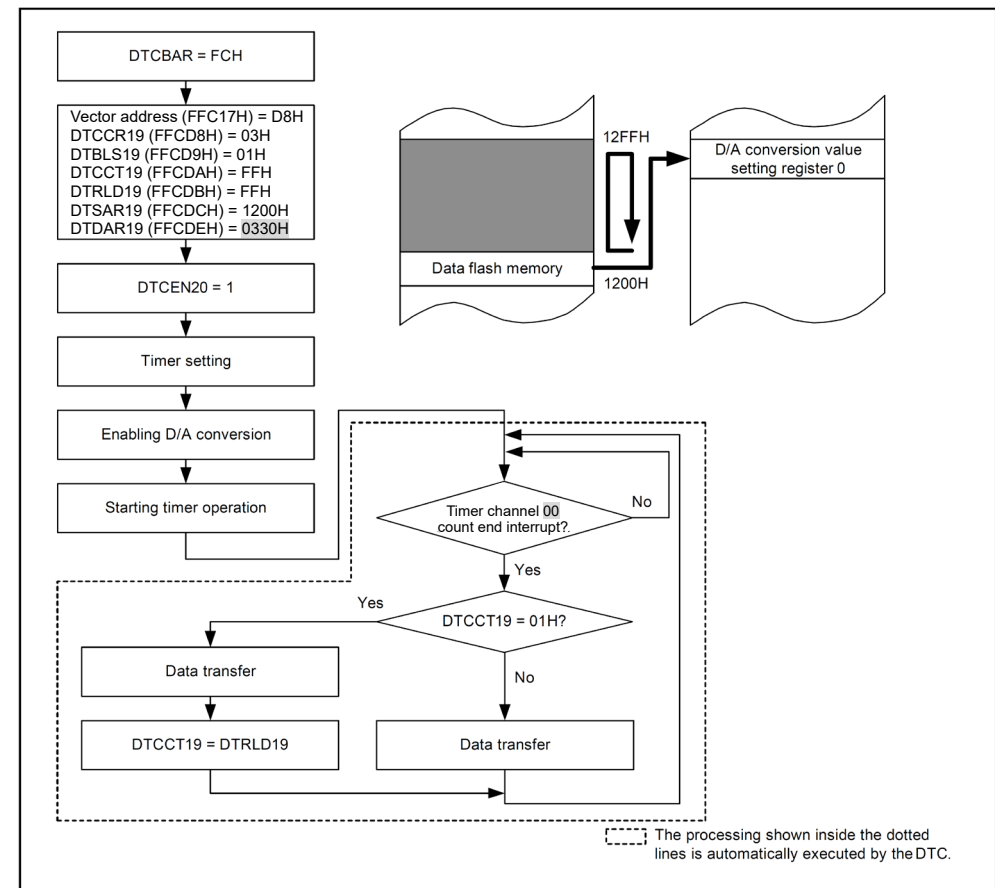 DTCBAR = FCH
Vector address (FFC17H) = D8H
DTCCR19 (FFCD8H) = 03H
DTBLS19 (FFCD9H) = 01H
DTCCT19 (FFCDAH) = FFH
DTRLD19 (FFCDBH) = FFH
DTSAR19 (FFCDCH) = 1200H
DTDAR19 (FFCDEH) = 0330H
DTCEN20 = 1
Timer setting
Enabling D/A conversion
Starting timer operation
12FFH
D/A conversion value
setting register 0
Data flash memory
1200H
Timer channel 00
count end interrupt?.
No
Yes
DTCCT19 = 01H?
Yes
No
Data transfer
DTCCT19 = DTRLD19
Data transfer
The processing shown inside the dotted
lines is automatically executed by the DTC.